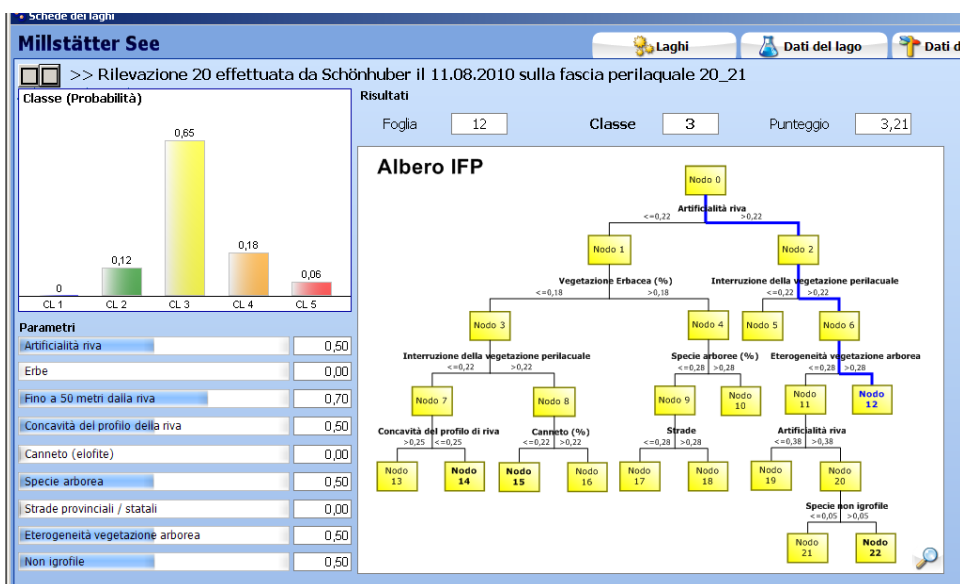 Schede dei laghi
Millstätter See
Laghi
Dati del lago
Dati d
>> Rilevazione 20 effettuata da Schönhuber il 11.08.2010 sulla fascia perilaquale 20_21
Classe (Probabilità)
0
0,12
0,65
0,18
0,06
CL 1 CL 2 CL 3 CL 4 CL 5
Parametri
Artificialità riva 0,50
Erbe 0,00
Fino a 50 metri dalla riva 0,70
Concavità del profilo della riva 0,50
Canneto (elofite) 0,00
Specie arborea 0,50
Strade provinciali / statali 0,00
Eterogeneità vegetazione arborea 0,50
Non igrofile 0,50
Risultati
Foglia 12 Classe 3 Punteggio 3,21
Albero IFP
Nodo 0
Artificialità riva
<=0,22 >0,22
Nodo 1 Nodo 2
Vegetazione Erbacea (%) Interruzione della vegetazione perilacuale
<=0,18 >0,18 <=0,22 >0,22
Nodo 3 Nodo 4 Nodo 5 Nodo 6
Interruzione della vegetazione perilacuale Specie arboree (%) Eterogeneità vegetazione arborea
<=0,22 >0,22 <=0,28 >0,28 <=0,28 >0,28
Nodo 7 Nodo 8 Nodo 9 Nodo 10 Nodo 11 Nodo 12
Concavità del profilo di riva Canneto (%) Strade Artificialità riva
>0,25 <=0,25 <=0,22 >0,22 <=0,28 >0,28 <=0,38 >0,38
Nodo 13 Nodo 14 Nodo 15 Nodo 16 Nodo 17 Nodo 18 Nodo 19 Nodo 20
Specie non igrofile
<=0,05 >0,05
Nodo 21 Nodo 22